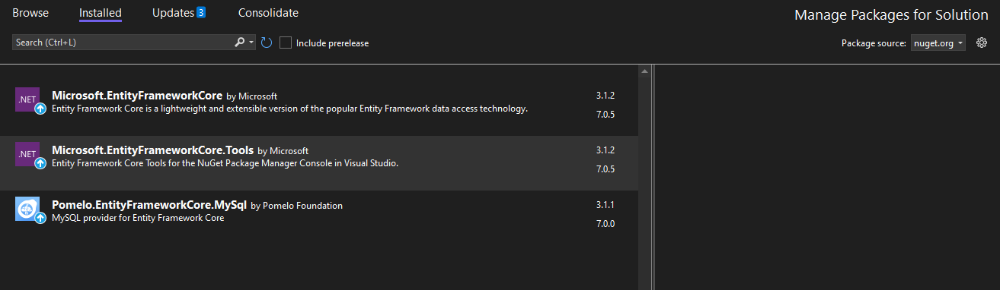 Browse Installed Updates 3 Consolidate Manage Packages for Solution
Search (Ctrl+L) Include prerelease Package source: nuget.org
.NET Microsoft.EntityFrameworkCore by Microsoft 3.1.2
Entity Framework Core is a lightweight and extensible version of the popular Entity Framework data access technology. 7.0.5
.NET Microsoft.EntityFrameworkCore.Tools by Microsoft 3.1.2
Entity Framework Core Tools for the NuGet Package Manager Console in Visual Studio. 7.0.5
Pomelo.EntityFrameworkCore.MySql by Pomelo Foundation 3.1.1
MySQL provider for Entity Framework Core 7.0.0